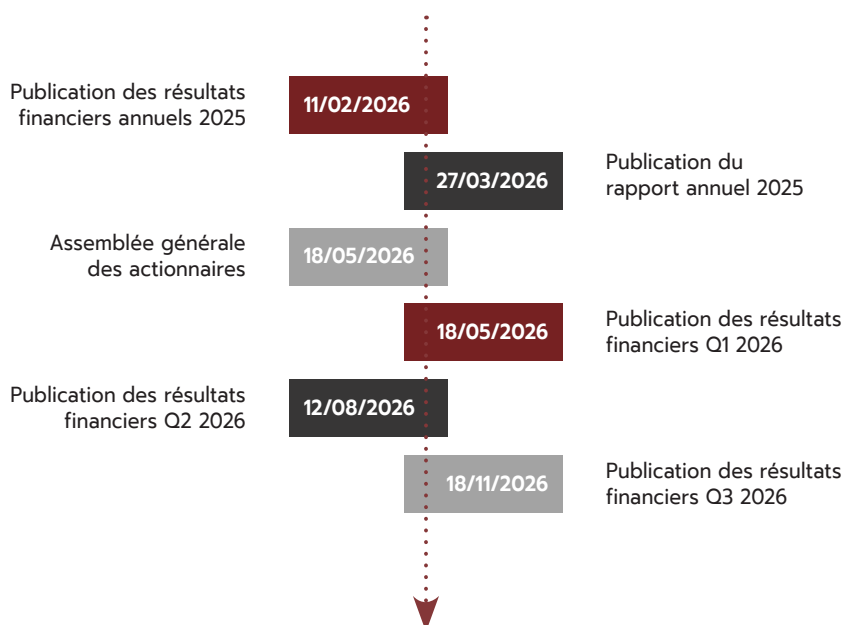 Publication des résultats
financiers annuels 2025
11/02/2026
27/03/2026
Publication du
rapport annuel 2025
Assemblée générale
des actionnaires
18/05/2026
18/05/2026
Publication des résultats
financiers Q1 2026
Publication des résultats
financiers Q2 2026
12/08/2026
18/11/2026
Publication des résultats
financiers Q3 2026